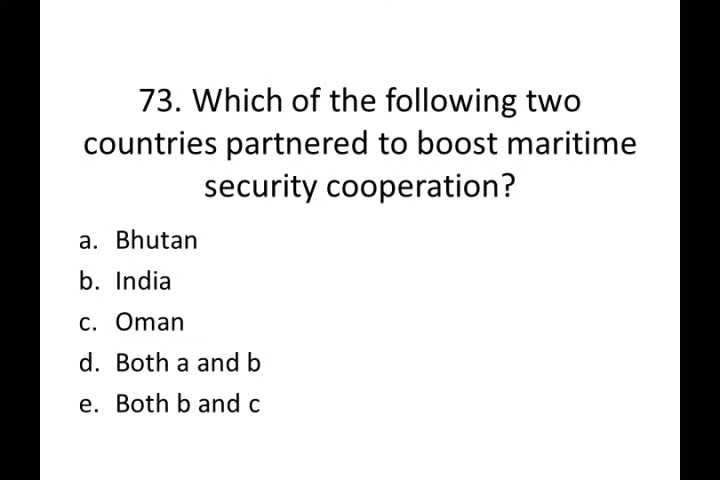 73. Which of the following two
countries partnered to boost maritime
security cooperation?
a. Bhutan
b. India
c. Oman
d. Both a and b
e. Both b and c